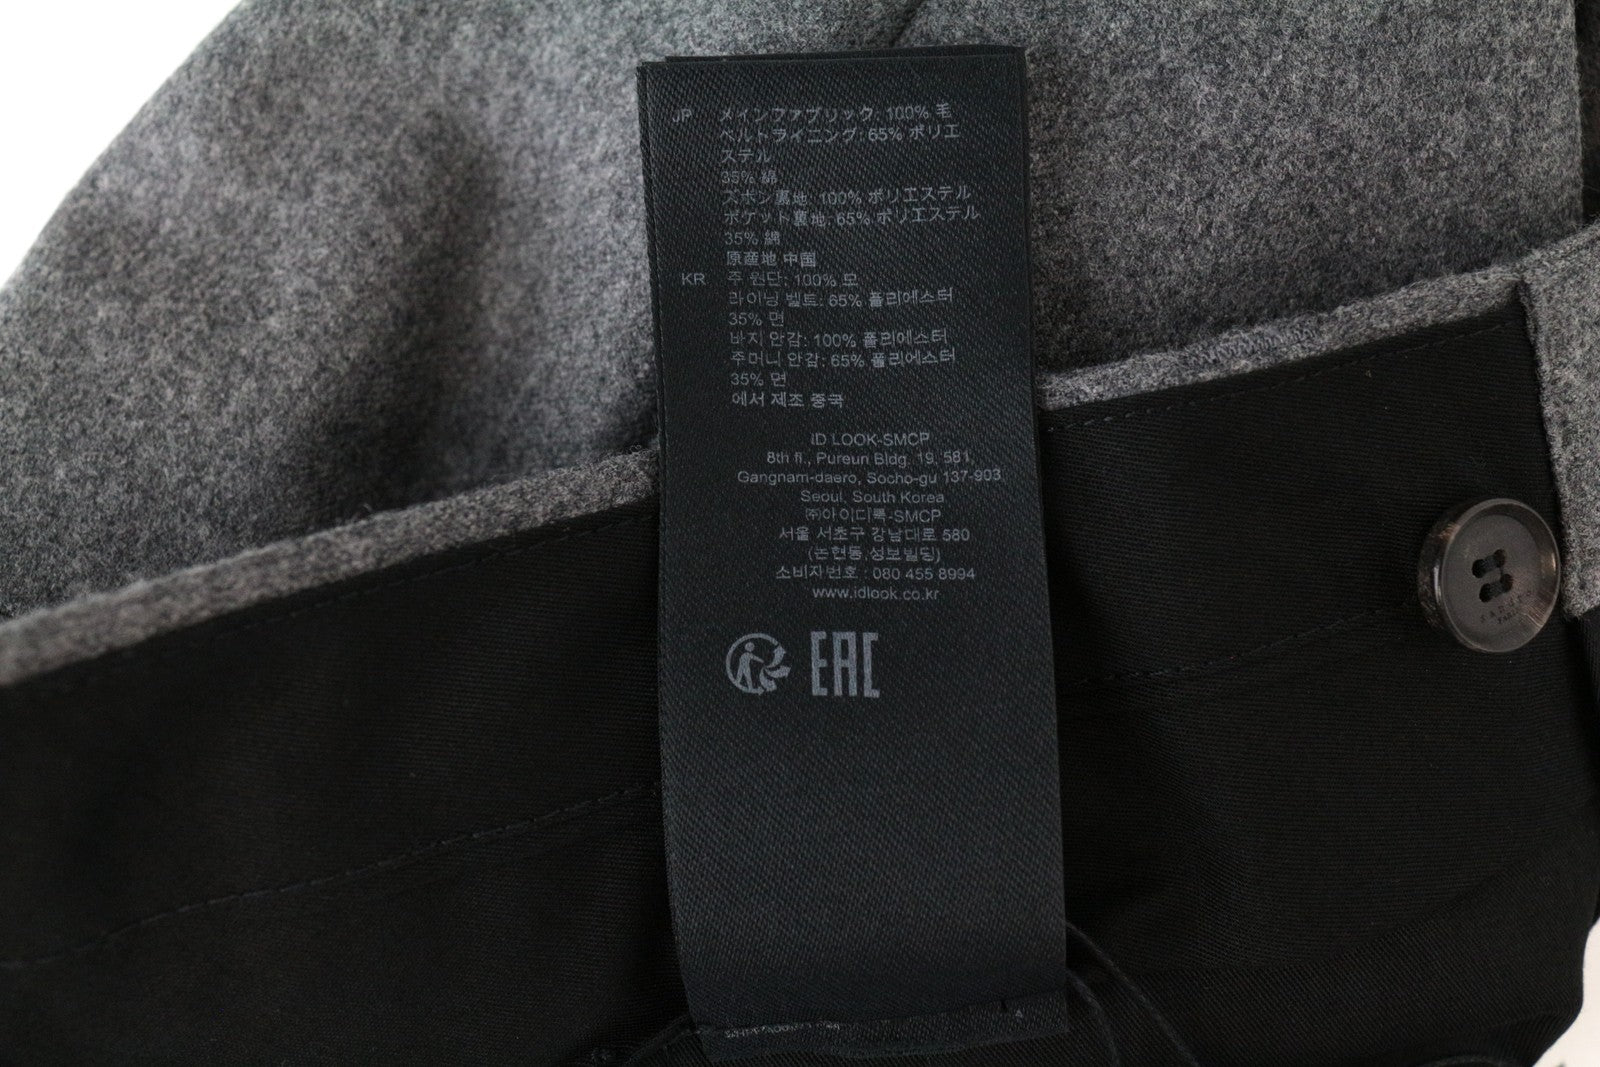 JP メインファブリック: 100% 毛
ベルトライニング: 65% ポリエ
ステル
35% 綿
ズボン裏地: 100% ポリエステル
ポケット裏地: 65% ポリエステル
35% 綿
原産地 中国
KR 주 원단: 100% 모
라이닝 벨트: 65% 폴리에스터
35% 면
바지 안감: 100% 폴리에스터
주머니 안감: 65% 폴리에스터
35% 면
에서 제조 중국
ID LOOK-SMCP
8th fl., Pureun Bldg. 19, 581,
Gangnam-daero, Socho-gu 137-903
Seoul, South Korea
㈜아이디룩-SMCP
서울 서초구 강남대로 580
(논현동,성보빌딩)
소비자번호 : 080 455 8994
www.idlook.co.kr
EAC
SANDRO
Paris